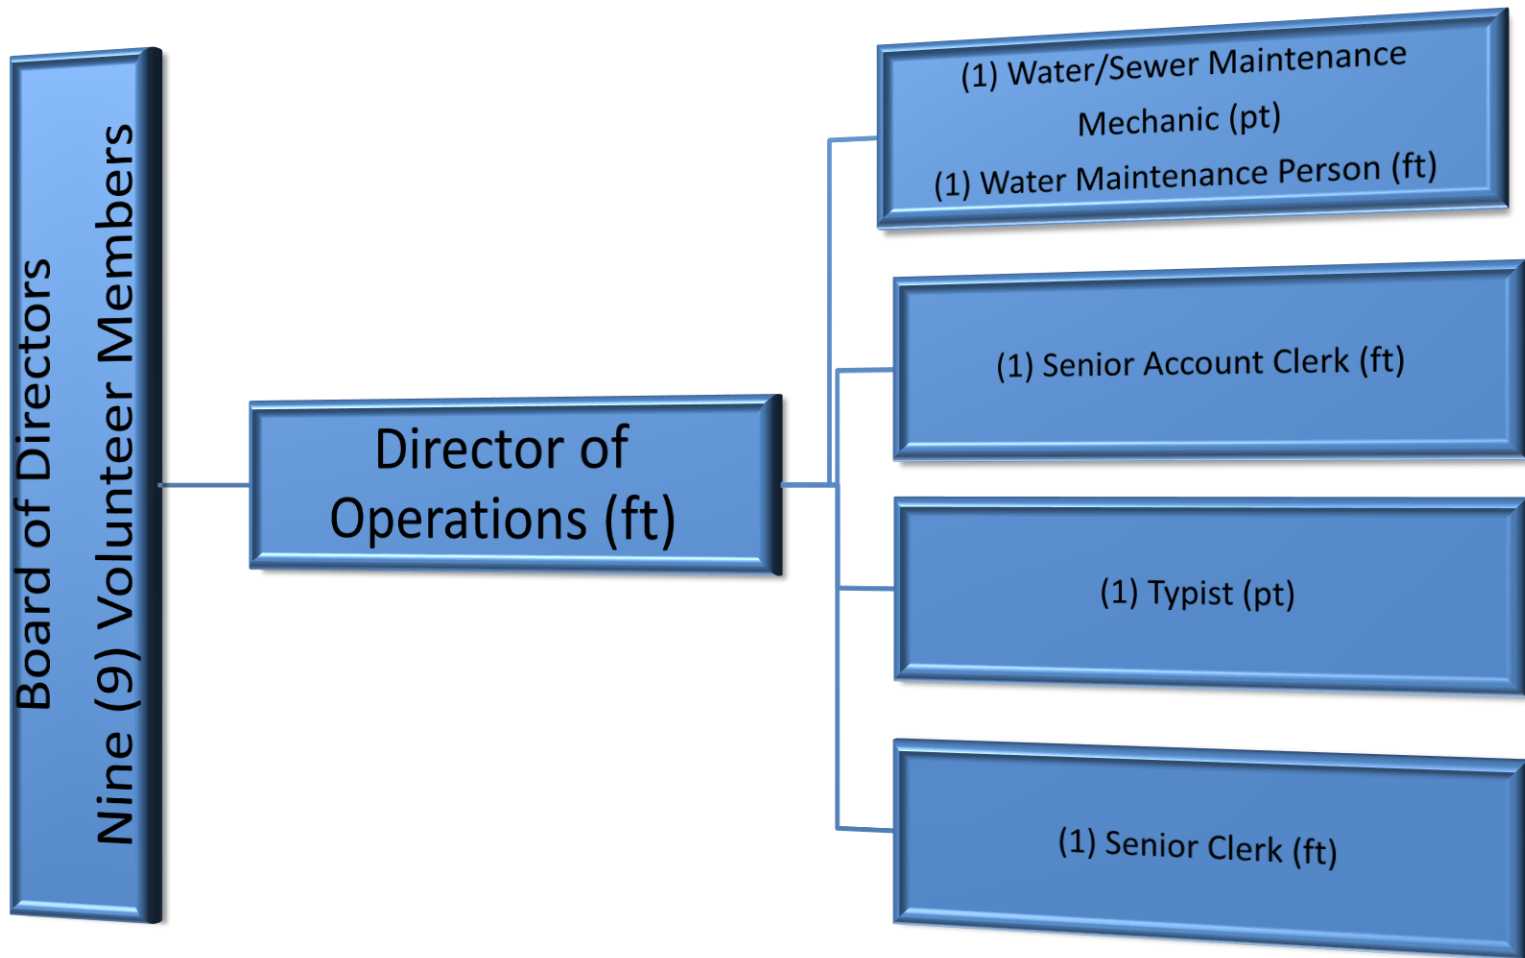 Board of Directors
Nine (9) Volunteer Members
Director of
Operations (ft)
(1) Water/Sewer Maintenance
Mechanic (pt)
(1) Water Maintenance Person (ft)
(1) Senior Account Clerk (ft)
(1) Typist (pt)
(1) Senior Clerk (ft)